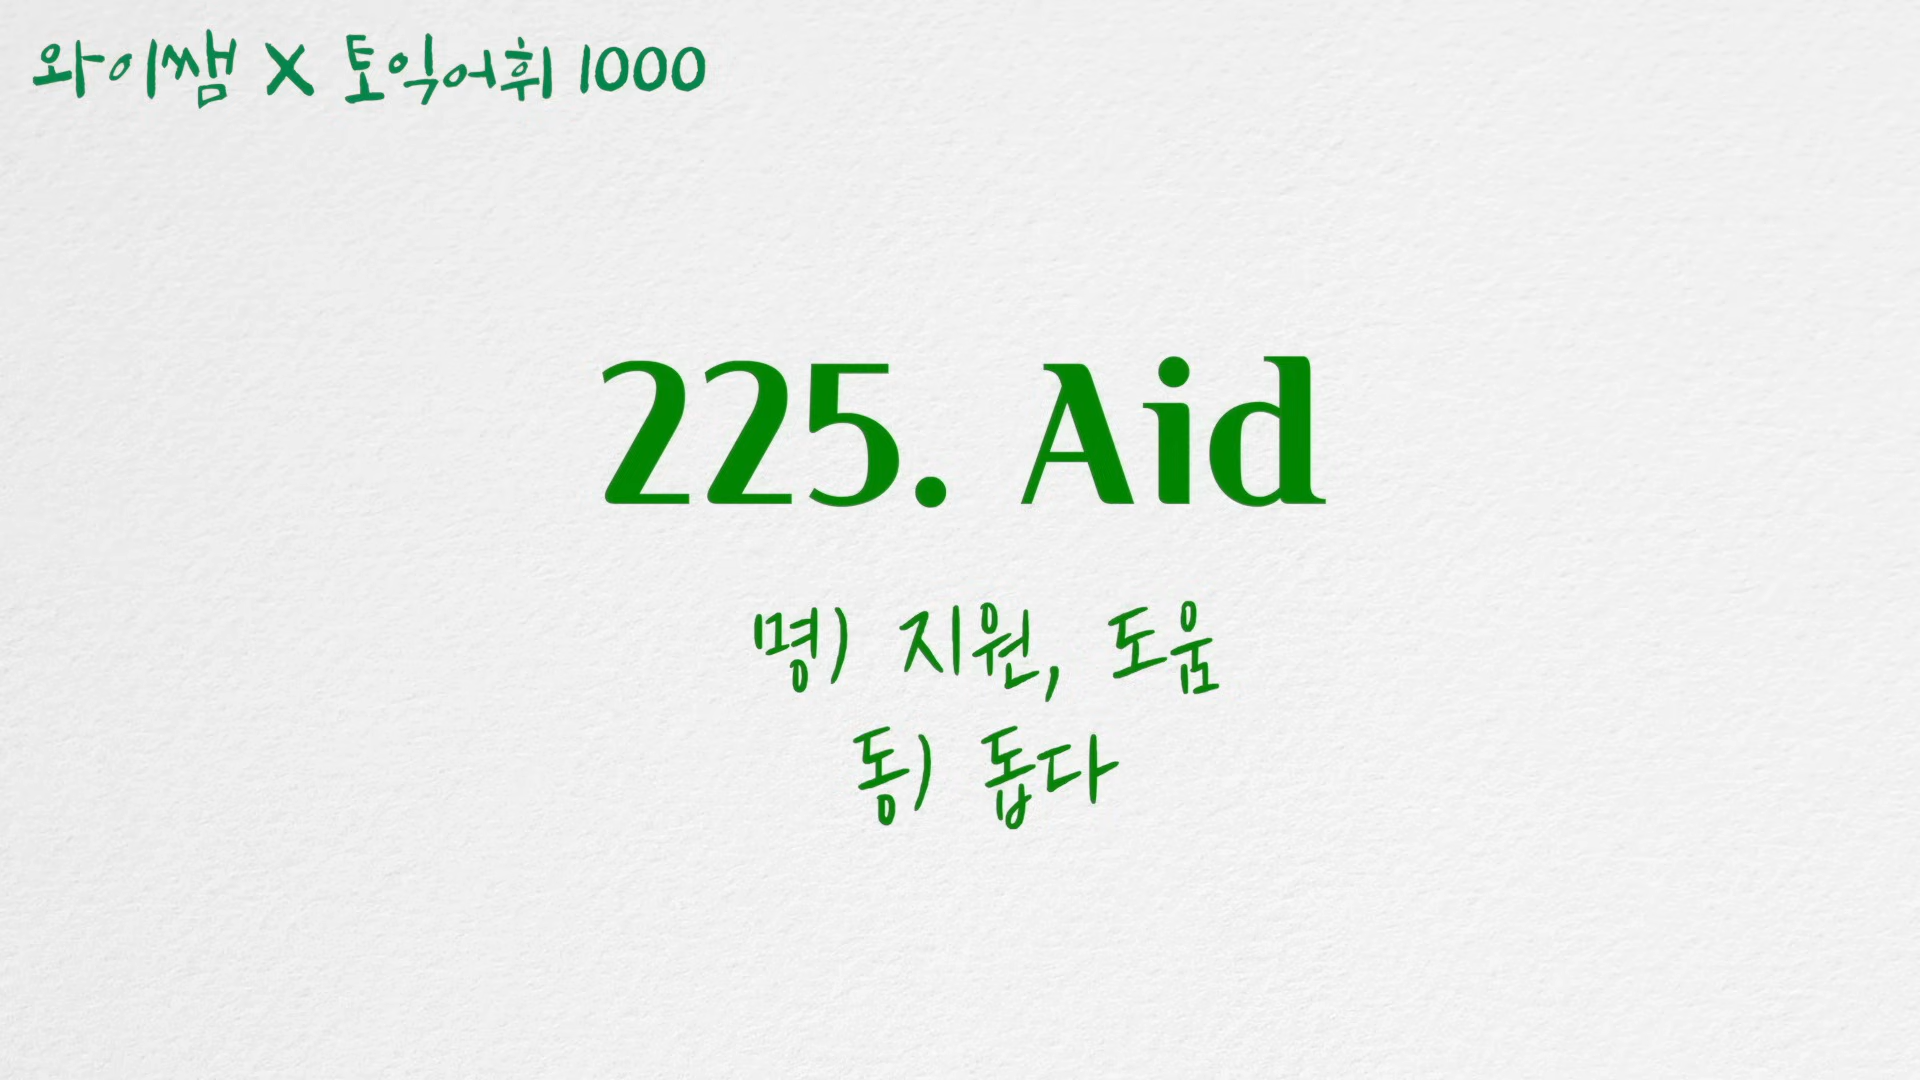 와이쌤 X 토익어휘 1000
225. Aid
명) 지원, 도움
동) 돕다